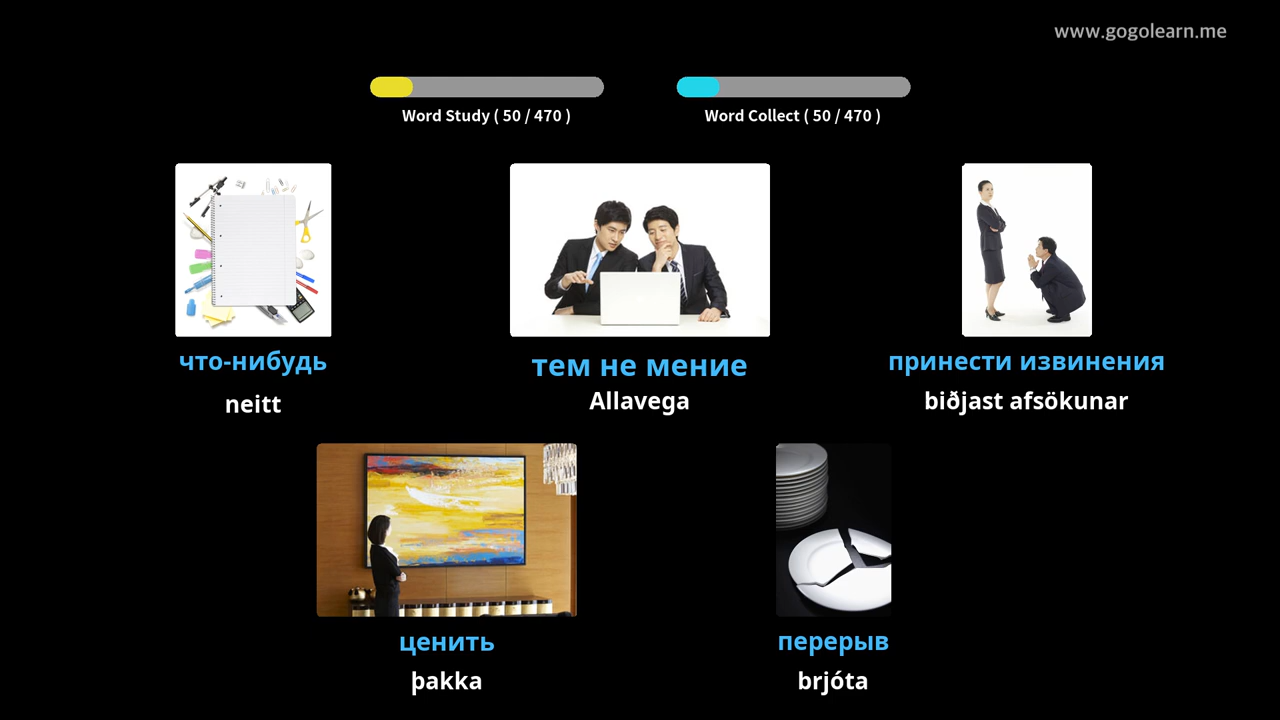 www.gogolearn.me
Word Study ( 50 / 470 )
Word Collect ( 50 / 470 )
что-нибудь
neitt
тем не мение
Allavega
принести извинения
biðjast afsökunar
ценить
þakka
перерыв
brjóta